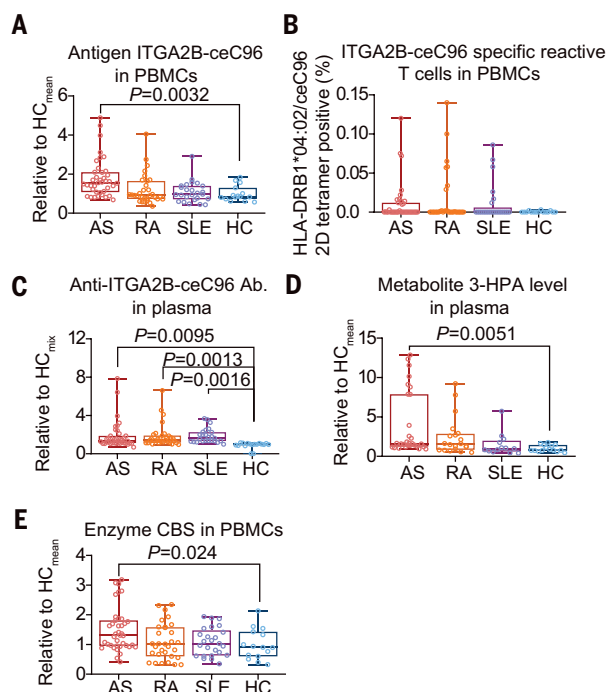 A
Antigen ITGA2B-ceC96
in PBMCs
P=0.0032
Relative to HCmean
6
4
2
0
AS RA SLE HC
B
ITGA2B-ceC96 specific reactive
T cells in PBMCs
HLA-DRB1*04:02/ceC96
2D tetramer positive (%)
0.15
0.10
0.05
0.0
AS RA SLE HC
C
Anti-ITGA2B-ceC96 Ab.
in plasma
P=0.0095
P=0.0013
P=0.0016
Relative to HCmix
12
8
4
2
0
AS RA SLE HC
D
Metabolite 3-HPA level
in plasma
P=0.0051
Relative to HCmean
15
10
5
0
AS RA SLE HC
E
Enzyme CBS in PBMCs
P=0.024
Relative to HCmean
4
3
2
1
0
AS RA SLE HC